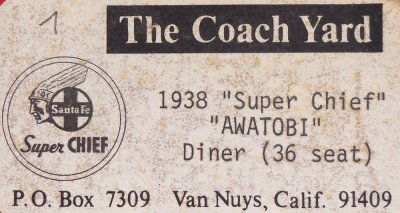 1
The Coach Yard
Santa Fe
Super CHIEF
1938 "Super Chief"
"AWATOBI"
Diner (36 seat)
P.O. Box 7309 Van Nuys, Calif. 91409